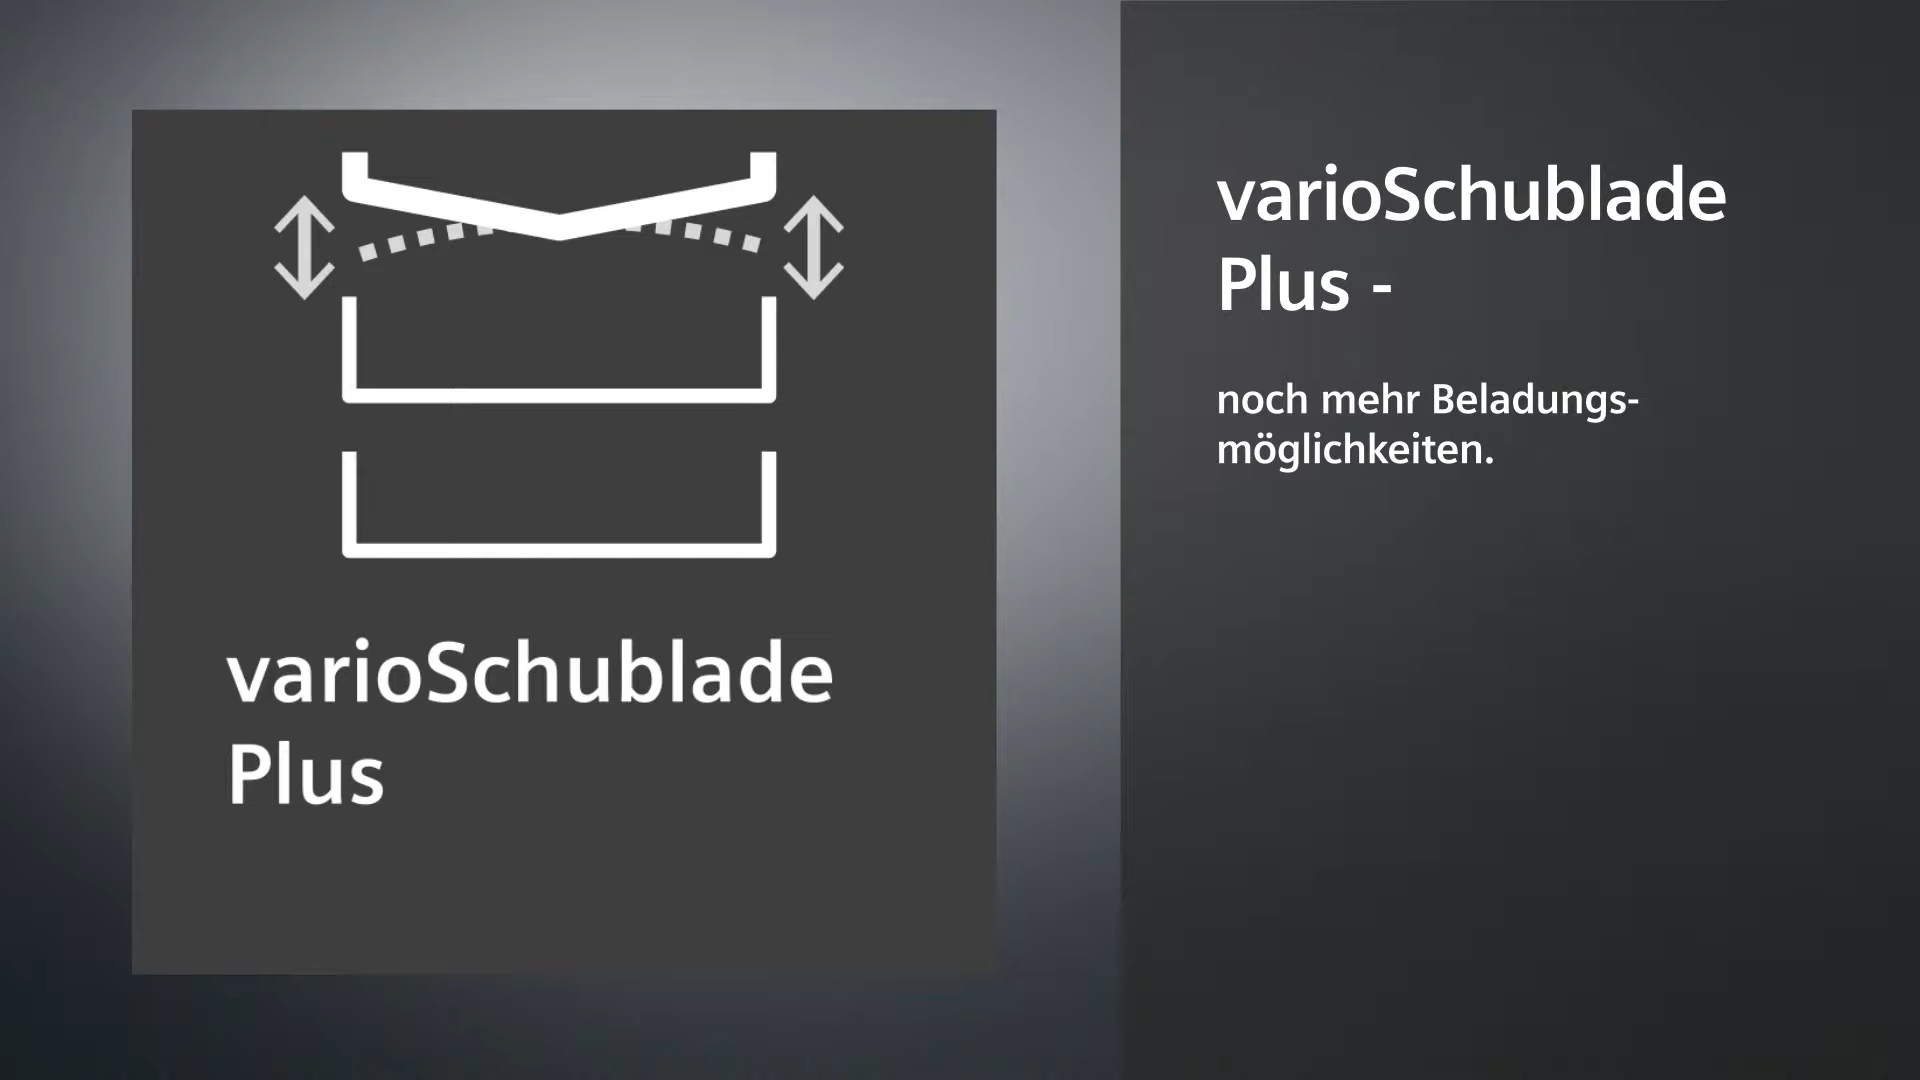 varioSchublade
Plus
varioSchublade
Plus -
noch mehr Beladungs-
möglichkeiten.